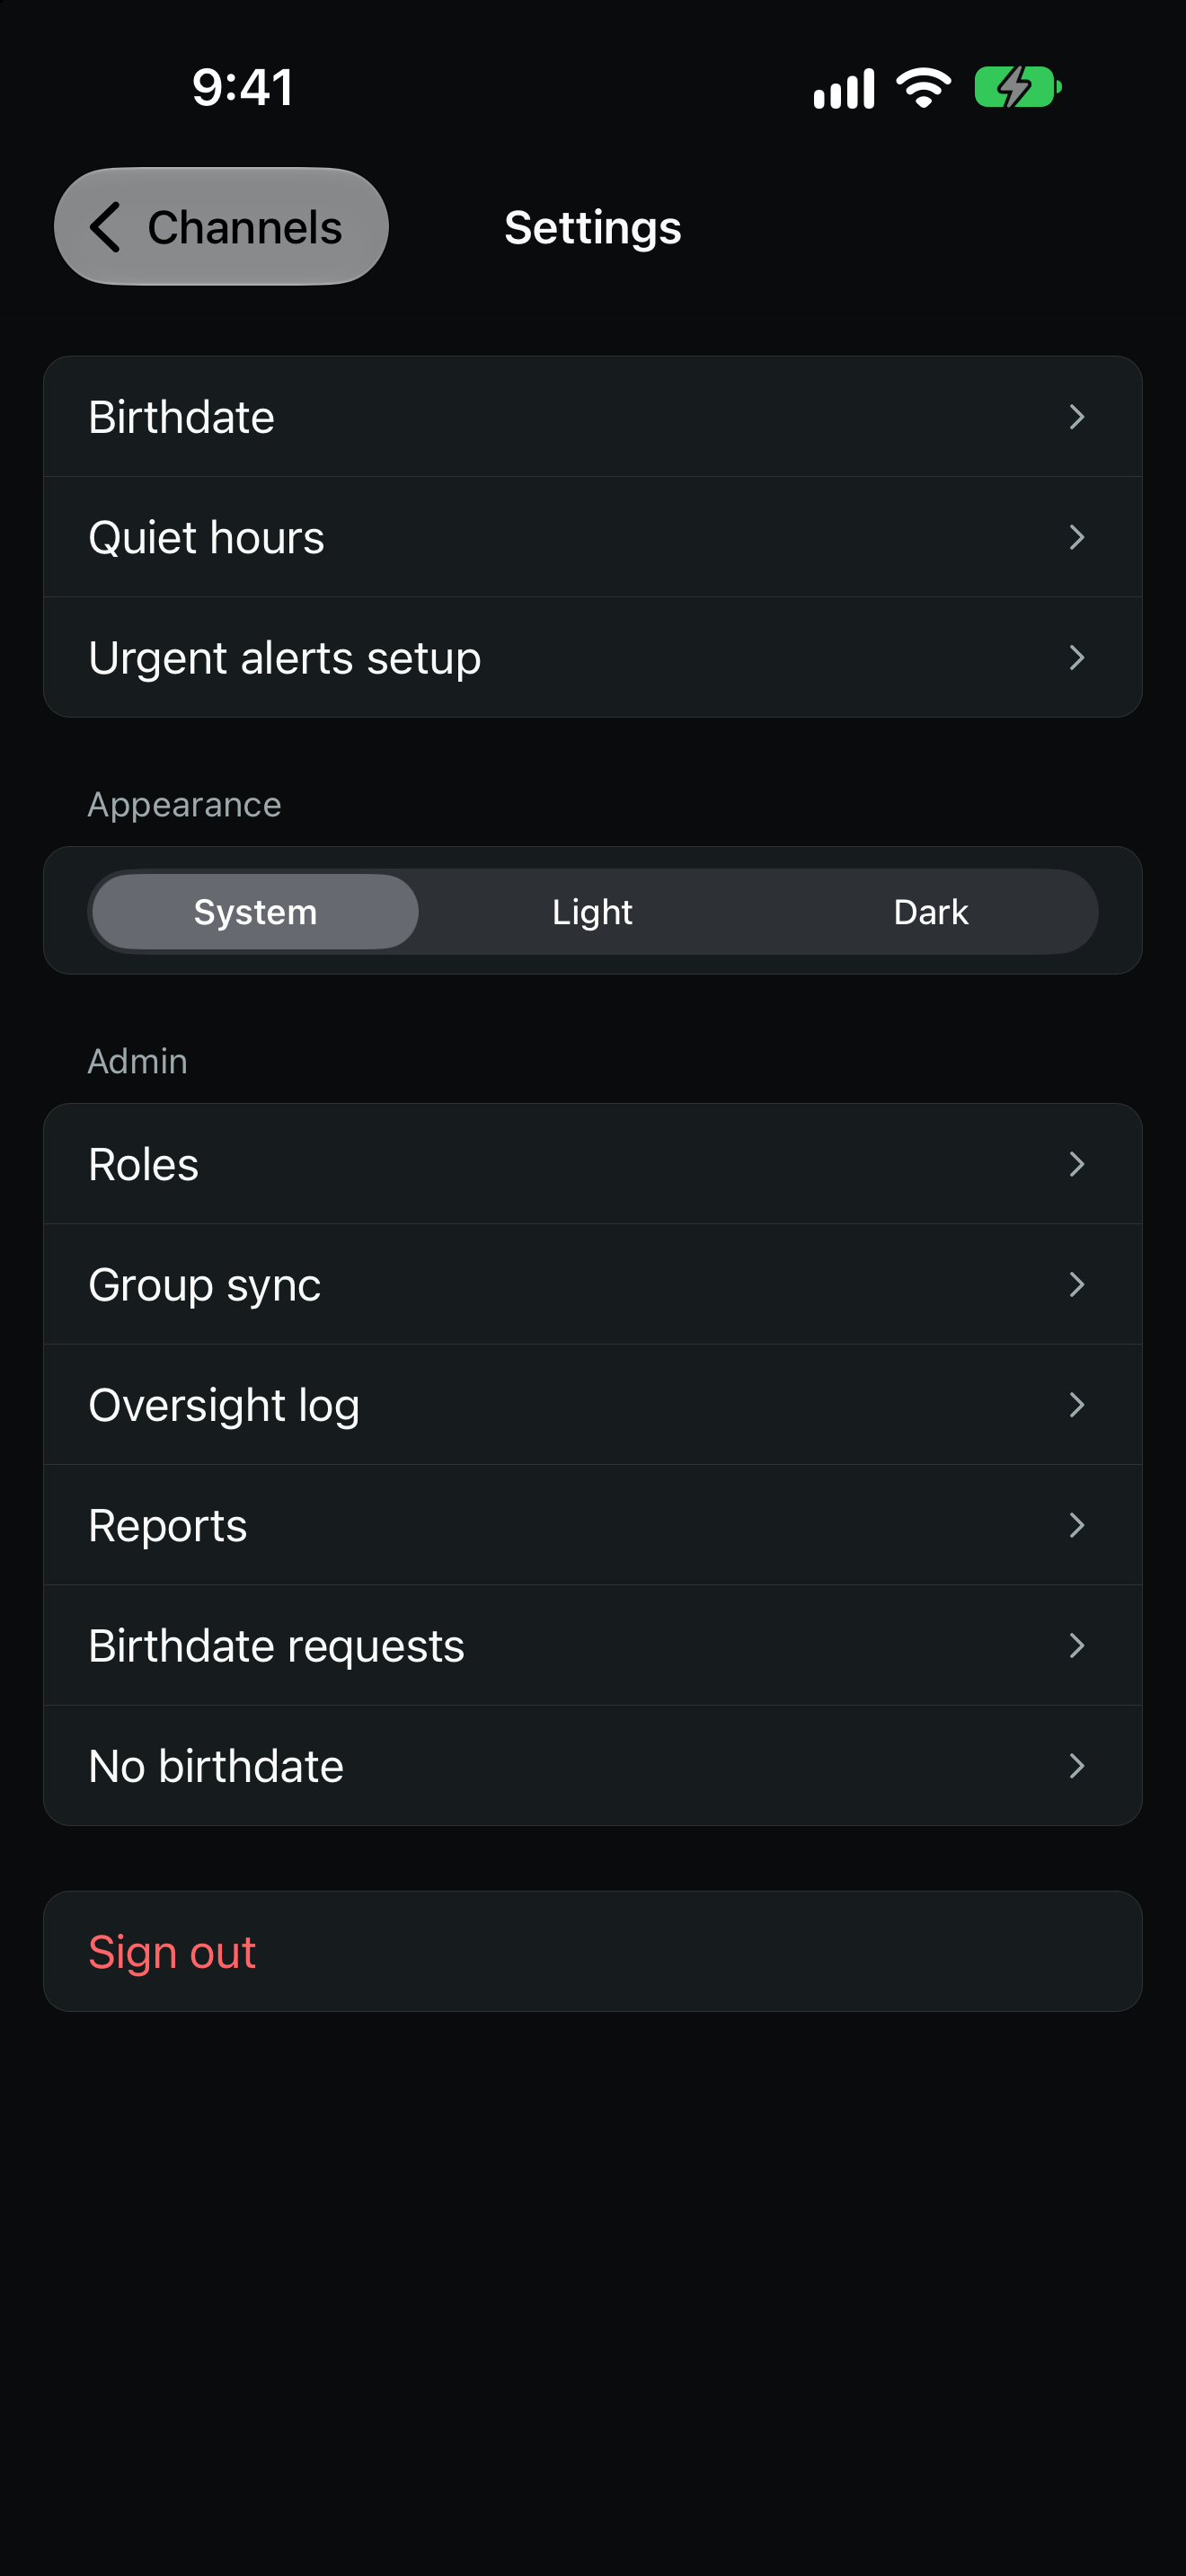 9:41
Channels
Settings
Birthdate
Quiet hours
Urgent alerts setup
Appearance
System
Light
Dark
Admin
Roles
Group sync
Oversight log
Reports
Birthdate requests
No birthdate
Sign out